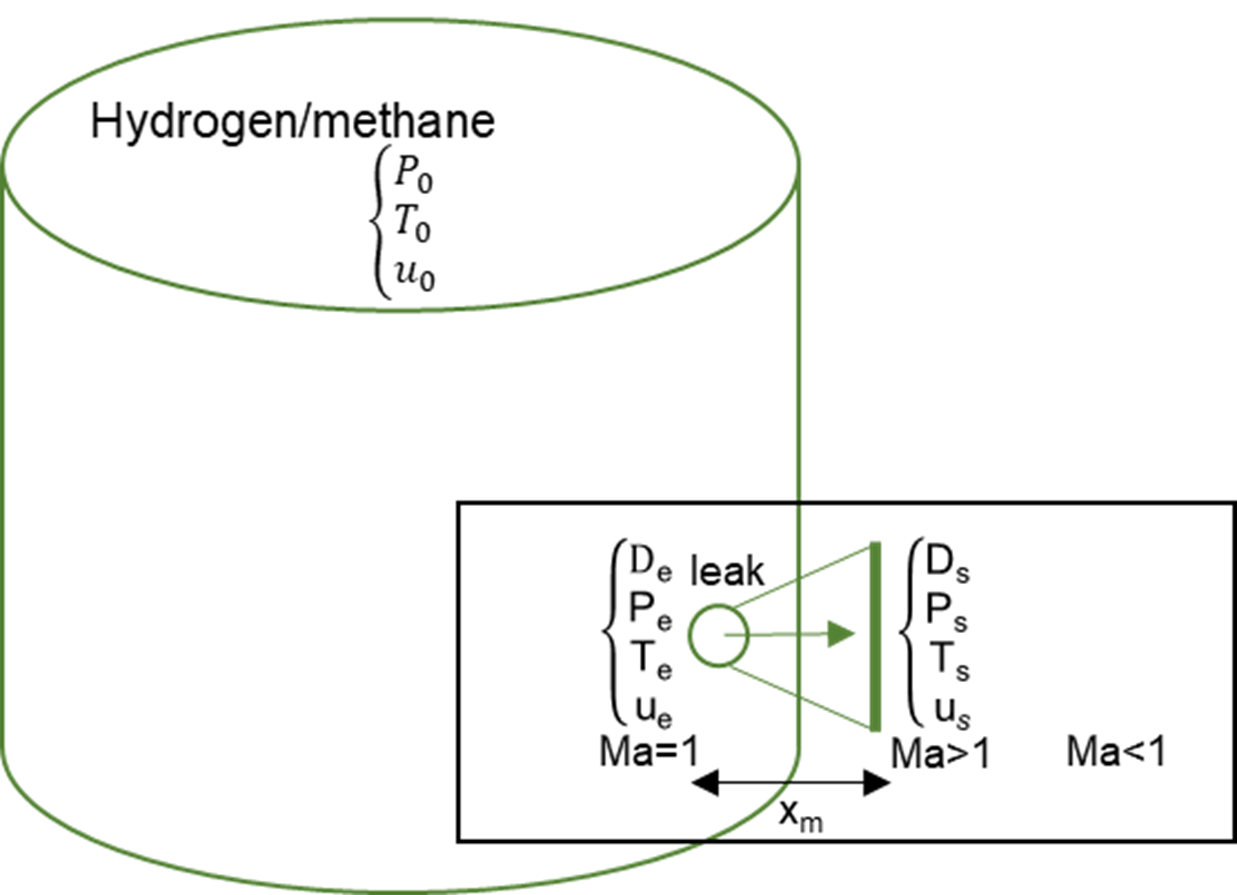 Hydrogen/methane
P₀
T₀
u₀
leak
Dₑ
Pₑ
Tₑ
uₑ
Ma=1
Dₛ
Pₛ
Tₛ
uₛ
Ma>1
Ma<1
xₘ